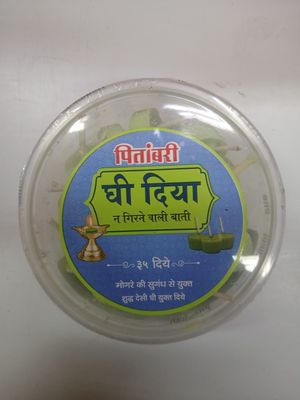 पितांबरी
घी दिया
न गिरने वाली बाती
३५ दिये
मोगरे की सुगंध से युक्त
शुद्ध देसी घी युक्त दिये